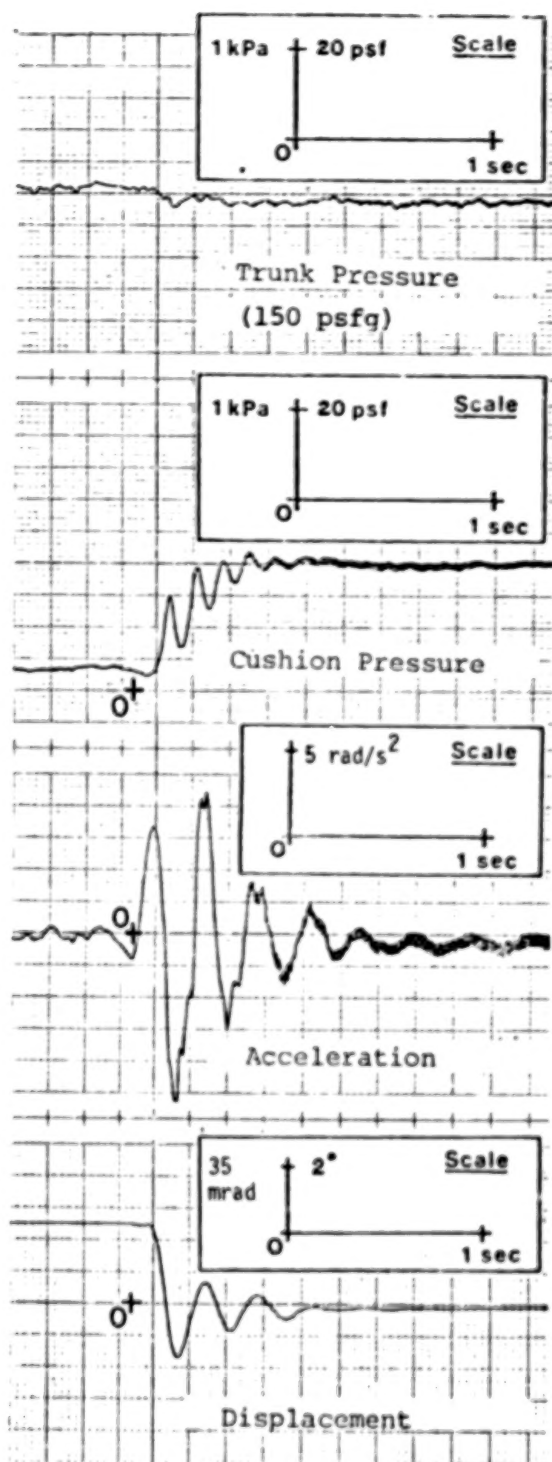 1 kPa 20 psf Scale
0
1 sec
Trunk Pressure
(150 psfg)
1 kPa 20 psf Scale
0
1 sec
Cushion Pressure
0
5 rad/s² Scale
0
1 sec
0
Acceleration
35 mrad 2° Scale
0
1 sec
0
Displacement